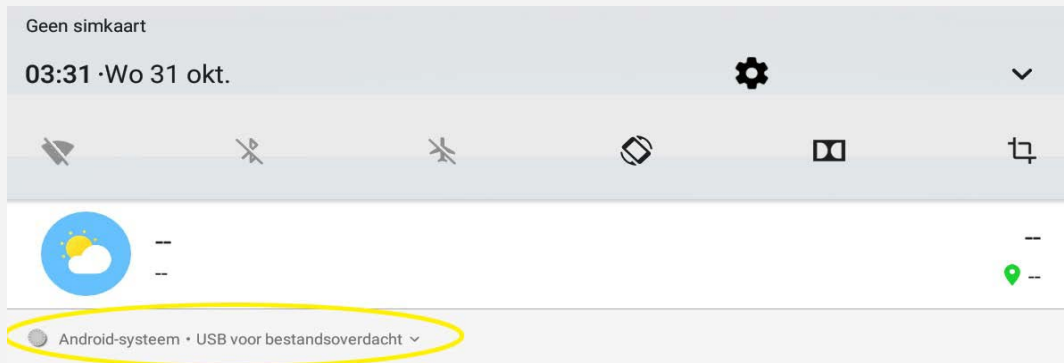 Geen simkaart
03:31 ·Wo 31 okt.
--
--
--
--
Android-systeem • USB voor bestandsoverdacht